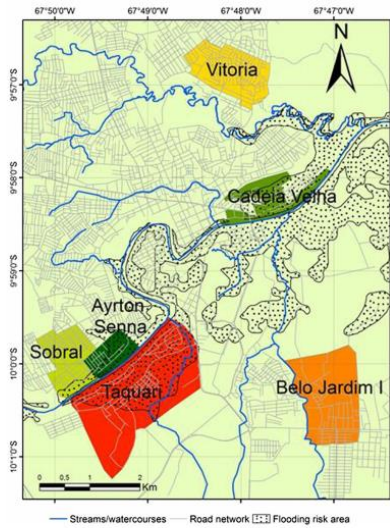 67°50'0"W 67°49'0"W 67°48'0"W 67°47'0"W
9°57'0"S
9°58'0"S
9°59'0"S
10°0'0"S
10°1'0"S
N
Vitoria
Cadeia Velha
Ayrton
Senna
Sobral
Taquari
Belo Jardim I
0 0,5 1 2
Km
Streams/watercourses Road network Flooding risk area